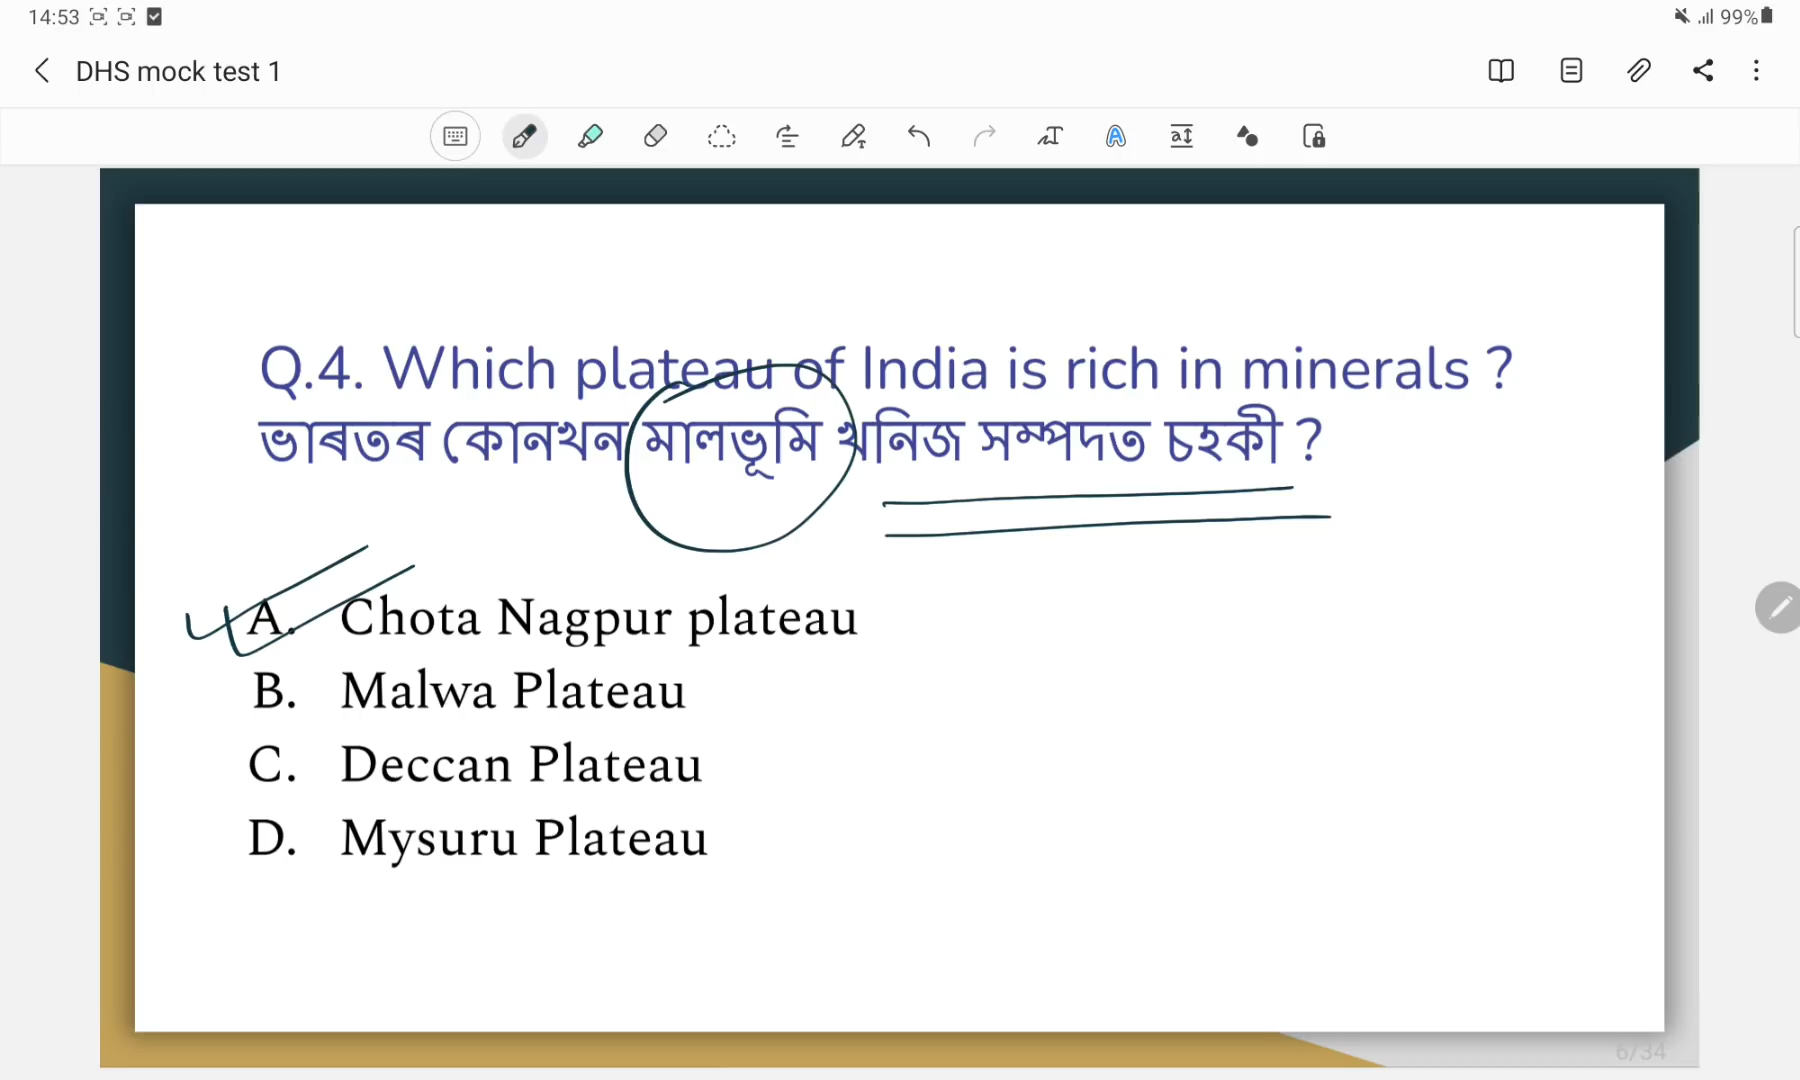 14:53
99%
DHS mock test 1
Q.4. Which plateau of India is rich in minerals ?
ভাৰতৰ কোনখন মালভূমি খনিজ সম্পদত চহকী ?
A. Chota Nagpur plateau
B. Malwa Plateau
C. Deccan Plateau
D. Mysuru Plateau
6/34